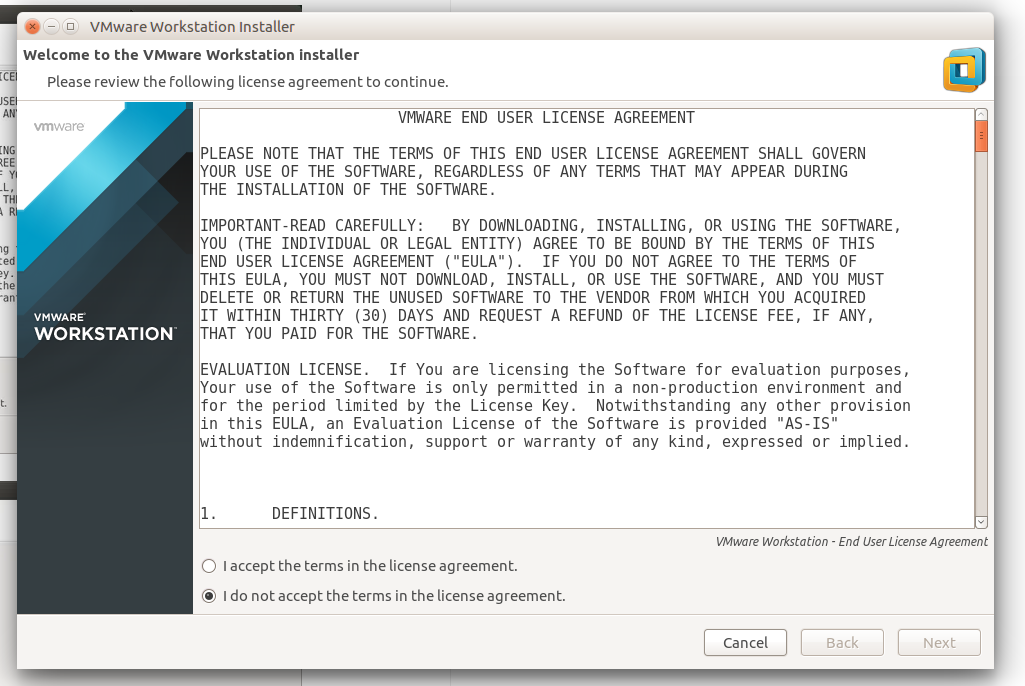 VMware Workstation Installer
Welcome to the VMware Workstation installer
Please review the following license agreement to continue.
vmware
VMWARE®
WORKSTATION™
VMWARE END USER LICENSE AGREEMENT
PLEASE NOTE THAT THE TERMS OF THIS END USER LICENSE AGREEMENT SHALL GOVERN
YOUR USE OF THE SOFTWARE, REGARDLESS OF ANY TERMS THAT MAY APPEAR DURING
THE INSTALLATION OF THE SOFTWARE.
IMPORTANT-READ CAREFULLY:   BY DOWNLOADING, INSTALLING, OR USING THE SOFTWARE,
YOU (THE INDIVIDUAL OR LEGAL ENTITY) AGREE TO BE BOUND BY THE TERMS OF THIS
END USER LICENSE AGREEMENT ("EULA").  IF YOU DO NOT AGREE TO THE TERMS OF
THIS EULA, YOU MUST NOT DOWNLOAD, INSTALL, OR USE THE SOFTWARE, AND YOU MUST
DELETE OR RETURN THE UNUSED SOFTWARE TO THE VENDOR FROM WHICH YOU ACQUIRED
IT WITHIN THIRTY (30) DAYS AND REQUEST A REFUND OF THE LICENSE FEE, IF ANY,
THAT YOU PAID FOR THE SOFTWARE.
EVALUATION LICENSE.  If You are licensing the Software for evaluation purposes,
Your use of the Software is only permitted in a non-production environment and
for the period limited by the License Key.  Notwithstanding any other provision
in this EULA, an Evaluation License of the Software is provided "AS-IS"
without indemnification, support or warranty of any kind, expressed or implied.
1.      DEFINITIONS.
VMware Workstation - End User License Agreement
I accept the terms in the license agreement.
I do not accept the terms in the license agreement.
Cancel
Back
Next